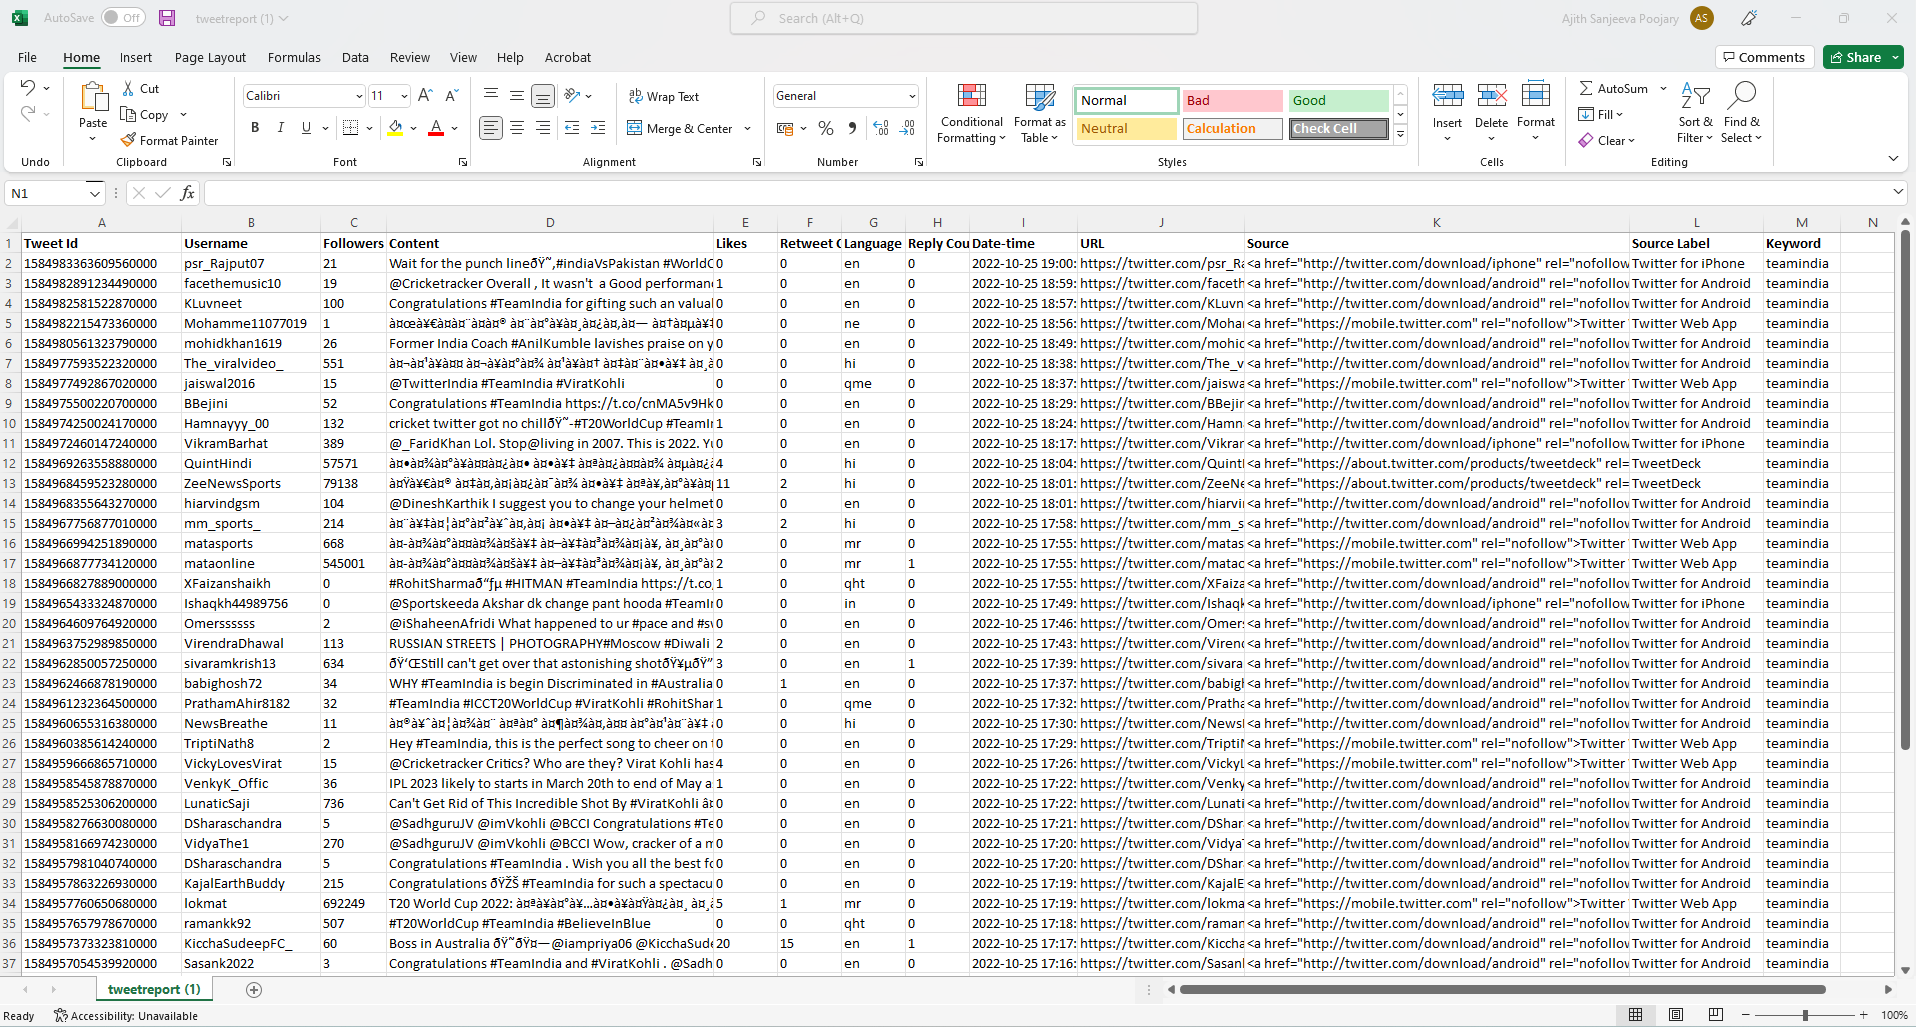 AutoSave Off tweetreport (1) Search (Alt+Q) Ajith Sanjeeva Poojary AS
File Home Insert Page Layout Formulas Data Review View Help Acrobat Comments Share
Paste Cut Copy Format Painter
Calibri 11 B I U
Wrap Text Merge & Center
General
Conditional Formatting Format as Table
Normal Bad Good
Neutral Calculation Check Cell
Insert Delete Format
AutoSum Fill Clear
Sort & Filter Find & Select
Undo Clipboard Font Alignment Number Styles Cells Editing
N1 fx
A B C D E F G H I J K L M N
1 Tweet Id Username Followers Content Likes Retweet Language Reply Cou Date-time URL Source Source Label Keyword
2 1584983363609560000 psr_Rajput07 21 Wait for the punch lineðŸ˜‚#indiaVsPakistan #WorldC 0 0 en 0 2022-10-25 19:00: https://twitter.com/psr_Ra <a href="http://twitter.com/download/iphone" rel="nofollow Twitter for iPhone teamindia
3 1584982891234490000 facethemusic10 19 @Cricketracker Overall , It wasn't a Good performan 1 0 en 0 2022-10-25 18:59: https://twitter.com/faceth <a href="http://twitter.com/download/android" rel="nofollow Twitter for Android teamindia
4 1584982581522870000 KLuvneet 100 Congratulations #TeamIndia for gifting such an valual 0 0 en 0 2022-10-25 18:57: https://twitter.com/KLuvn <a href="http://twitter.com/download/android" rel="nofollow Twitter for Android teamindia
5 1584982215473360000 Mohamme11077019 1 0 0 ne 0 2022-10-25 18:56: https://twitter.com/Mohar <a href="https://mobile.twitter.com" rel="nofollow">Twitter Twitter Web App teamindia
6 1584980561323790000 mohidkhan1619 26 Former India Coach #AnilKumble lavishes praise on y 0 0 en 0 2022-10-25 18:49: https://twitter.com/mohid <a href="http://twitter.com/download/android" rel="nofollow Twitter for Android teamindia
7 1584977593522320000 The_viralvideo_ 551 0 0 hi 0 2022-10-25 18:38: https://twitter.com/The_v <a href="http://twitter.com/download/android" rel="nofollow Twitter for Android teamindia
8 1584977492867020000 jaiswal2016 15 @TwitterIndia #TeamIndia #ViratKohli 0 0 qme 0 2022-10-25 18:37: https://twitter.com/jaiswa <a href="https://mobile.twitter.com" rel="nofollow">Twitter Twitter Web App teamindia
9 1584975500220700000 BBejini 52 Congratulations #TeamIndia https://t.co/cnMA5v9Hk 0 0 en 0 2022-10-25 18:29: https://twitter.com/BBejir <a href="http://twitter.com/download/android" rel="nofollow Twitter for Android teamindia
10 1584974250024170000 Hamnayyy_00 132 cricket twitter got no chillðŸ˜-#T20WorldCup #TeamIr 1 0 en 0 2022-10-25 18:24: https://twitter.com/Hamn <a href="http://twitter.com/download/android" rel="nofollow Twitter for Android teamindia
11 1584972460147240000 VikramBarhat 389 @_FaridKhan Lol. Stop@living in 2007. This is 2022. Yu 0 0 en 0 2022-10-25 18:17: https://twitter.com/Vikran <a href="http://twitter.com/download/iphone" rel="nofollow Twitter for iPhone teamindia
12 1584969263558880000 QuintHindi 57571 4 0 hi 0 2022-10-25 18:04: https://twitter.com/QuintI <a href="https://about.twitter.com/products/tweetdeck" rel= TweetDeck teamindia
13 1584968459523280000 ZeeNewsSports 79138 11 2 hi 0 2022-10-25 18:01: https://twitter.com/ZeeNe <a href="https://about.twitter.com/products/tweetdeck" rel= TweetDeck teamindia
14 1584968355643270000 hiarvindgsm 104 @DineshKarthik I suggest you to change your helmet 0 0 en 0 2022-10-25 18:01: https://twitter.com/hiarvin <a href="http://twitter.com/download/android" rel="nofollow Twitter for Android teamindia
15 1584967756877010000 mm_sports_ 214 3 2 hi 0 2022-10-25 17:58: https://twitter.com/mm_s <a href="http://twitter.com/download/android" rel="nofollow Twitter for Android teamindia
16 1584966994251890000 matasports 668 0 0 mr 0 2022-10-25 17:55: https://twitter.com/matas <a href="https://mobile.twitter.com" rel="nofollow">Twitter Twitter Web App teamindia
17 1584966877734120000 mataonline 545001 2 0 mr 1 2022-10-25 17:55: https://twitter.com/matac <a href="https://mobile.twitter.com" rel="nofollow">Twitter Twitter Web App teamindia
18 1584966827889000000 XFaizanshaikh 0 #RohitSharmað“ƒµ #HITMAN #TeamIndia https://t.co, 1 0 qht 0 2022-10-25 17:55: https://twitter.com/XFaiza <a href="http://twitter.com/download/android" rel="nofollow Twitter for Android teamindia
19 1584965433324870000 Ishaqkh44989756 0 @Sportskeeda Akshar dk change pant hooda #TeamIr 0 0 in 0 2022-10-25 17:49: https://twitter.com/Ishaqk <a href="http://twitter.com/download/iphone" rel="nofollow Twitter for iPhone teamindia
20 1584964609764920000 Omerssssss 2 @iShaheenAfridi What happened to ur #pace and #sv 0 0 en 0 2022-10-25 17:46: https://twitter.com/Omers <a href="http://twitter.com/download/android" rel="nofollow Twitter for Android teamindia
21 1584963752989850000 VirendraDhawal 113 RUSSIAN STREETS | PHOTOGRAPHY#Moscow #Diwali 2 0 en 0 2022-10-25 17:43: https://twitter.com/Viren <a href="http://twitter.com/download/android" rel="nofollow Twitter for Android teamindia
22 1584962850057250000 sivaramkrish13 634 ðŸ‘ŒStill can't get over that astonishing shotðŸ¥µðŸ” 3 0 en 1 2022-10-25 17:39: https://twitter.com/sivara <a href="http://twitter.com/download/android" rel="nofollow Twitter for Android teamindia
23 1584962466878190000 babighosh72 34 WHY #TeamIndia is begin Discriminated in #Australia 0 1 en 0 2022-10-25 17:37: https://twitter.com/babigh <a href="http://twitter.com/download/android" rel="nofollow Twitter for Android teamindia
24 1584961232364500000 PrathamAhir8182 32 #TeamIndia #ICCT20WorldCup #ViratKohli #RohitShar 1 0 qme 0 2022-10-25 17:32: https://twitter.com/Pratha <a href="http://twitter.com/download/android" rel="nofollow Twitter for Android teamindia
25 1584960655316380000 NewsBreathe 11 0 0 hi 0 2022-10-25 17:30: https://twitter.com/NewsI <a href="http://twitter.com/download/android" rel="nofollow Twitter for Android teamindia
26 1584960385614240000 TriptiNath8 2 Hey #TeamIndia, this is the perfect song to cheer on t 0 0 en 0 2022-10-25 17:29: https://twitter.com/TriptiN <a href="https://mobile.twitter.com" rel="nofollow">Twitter Twitter Web App teamindia
27 1584959666865710000 VickyLovesVirat 15 @Cricketracker Critics? Who are they? Virat Kohli has 4 0 en 0 2022-10-25 17:26: https://twitter.com/VickyL <a href="https://mobile.twitter.com" rel="nofollow">Twitter Twitter Web App teamindia
28 1584958545878870000 VenkyK_Offic 36 IPL 2023 likely to starts in March 20th to end of May a 1 0 en 0 2022-10-25 17:22: https://twitter.com/Venky <a href="http://twitter.com/download/android" rel="nofollow Twitter for Android teamindia
29 1584958525306200000 LunaticSaji 736 Can't Get Rid of This Incredible Shot By #ViratKohli 0 0 en 0 2022-10-25 17:22: https://twitter.com/Lunati <a href="http://twitter.com/download/android" rel="nofollow Twitter for Android teamindia
30 1584958276630080000 DSharaschandra 5 @SadhguruJV @imVkohli @BCCI Congratulations #Te 0 0 en 0 2022-10-25 17:21: https://twitter.com/DShar <a href="http://twitter.com/download/android" rel="nofollow Twitter for Android teamindia
31 1584958166974230000 VidyaThe1 270 @SadhguruJV @imVkohli @BCCI Wow, cracker of a m 0 0 en 0 2022-10-25 17:20: https://twitter.com/VidyaT <a href="http://twitter.com/download/android" rel="nofollow Twitter for Android teamindia
32 1584957981040740000 DSharaschandra 5 Congratulations #TeamIndia . Wish you all the best fo 0 0 en 0 2022-10-25 17:20: https://twitter.com/DShar <a href="http://twitter.com/download/android" rel="nofollow Twitter for Android teamindia
33 1584957863226930000 KajalEarthBuddy 215 Congratulations ðŸŽŠ #TeamIndia for such a spectacu 0 0 en 0 2022-10-25 17:19: https://twitter.com/KajalE <a href="http://twitter.com/download/android" rel="nofollow Twitter for Android teamindia
34 1584957760650680000 lokmat 692249 T20 World Cup 2022: 5 1 mr 0 2022-10-25 17:19: https://twitter.com/lokma <a href="https://mobile.twitter.com" rel="nofollow">Twitter Twitter Web App teamindia
35 1584957657978670000 ramankk92 507 #T20WorldCup #TeamIndia #BelieveInBlue 0 0 qht 0 2022-10-25 17:18: https://twitter.com/raman <a href="http://twitter.com/download/android" rel="nofollow Twitter for Android teamindia
36 1584957373323810000 KicchaSudeepFC_ 60 Boss in Australia @iampriya06 @KicchaSude 20 15 en 1 2022-10-25 17:17: https://twitter.com/Kiccha <a href="http://twitter.com/download/android" rel="nofollow Twitter for Android teamindia
37 1584957054539920000 Sasank2022 3 Congratulations #TeamIndia and #ViratKohli . @Sadh 0 0 en 0 2022-10-25 17:16: https://twitter.com/Sasanl <a href="http://twitter.com/download/android" rel="nofollow Twitter for Android teamindia
tweetreport (1)
Ready Accessibility: Unavailable 100%